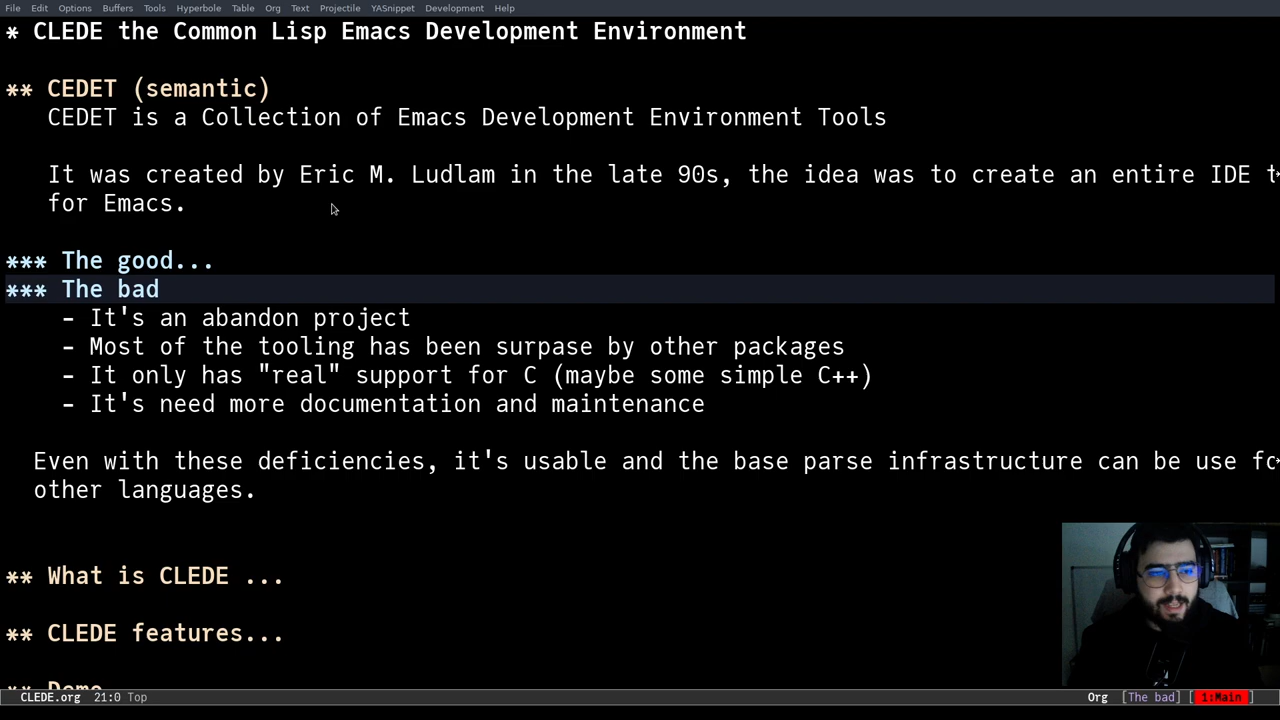 File Edit Options Buffers Tools Hyperbole Table Org Text Projectile YASnippet Development Help
* CLEDE the Common Lisp Emacs Development Environment
** CEDET (semantic)
CEDET is a Collection of Emacs Development Environment Tools
It was created by Eric M. Ludlam in the late 90s, the idea was to create an entire IDE t
for Emacs.
*** The good...
*** The bad
- It's an abandon project
- Most of the tooling has been surpase by other packages
- It only has "real" support for C (maybe some simple C++)
- It's need more documentation and maintenance
Even with these deficiencies, it's usable and the base parse infrastructure can be use fo
other languages.
** What is CLEDE ...
** CLEDE features...
** Demo
CLEDE.org 21:0 Top Org [The bad] [ 1:Main ]